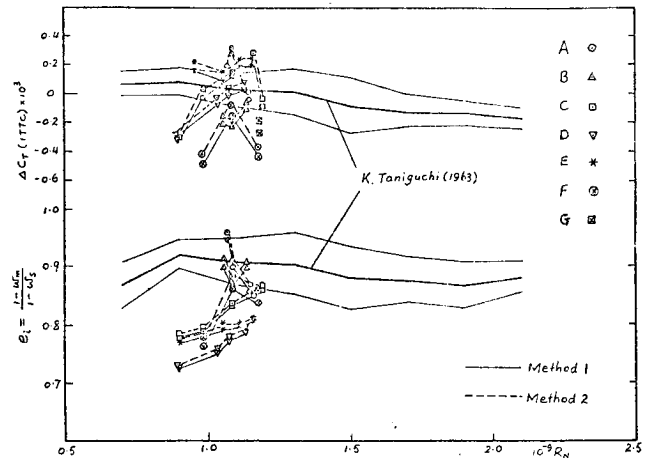 0.4
0.2
0
-0.2
-0.4
-0.6
1.0
0.9
0.8
0.7
ΔC_T (ITTC) × 10³
e_i = (1-w_m)/(1-w_s)
A
B
C
D
E
F
G
K. Taniguchi (1963)
Method 1
Method 2
0.5
1.0
1.5
2.0
2.5
10⁻⁹ R_N